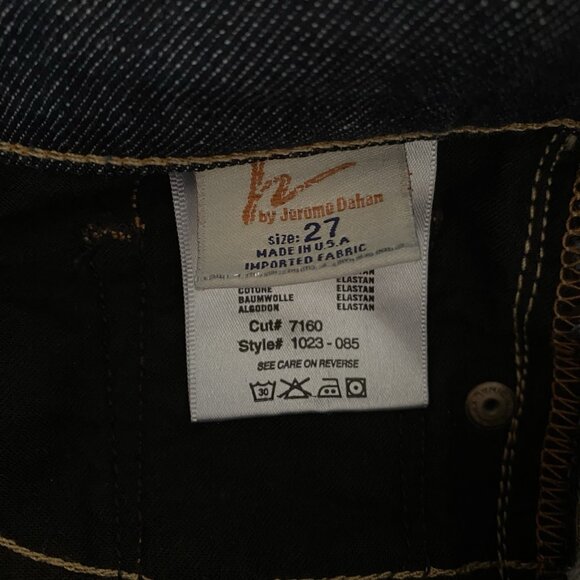 by Jerome Dahan
size: 27
MADE IN U.S.A
IMPORTED FABRIC
COTONE ELASTAN
BAUMWOLLE ELASTAN
ALGODON ELASTAN
Cut# 7160
Style# 1023-085
SEE CARE ON REVERSE
30